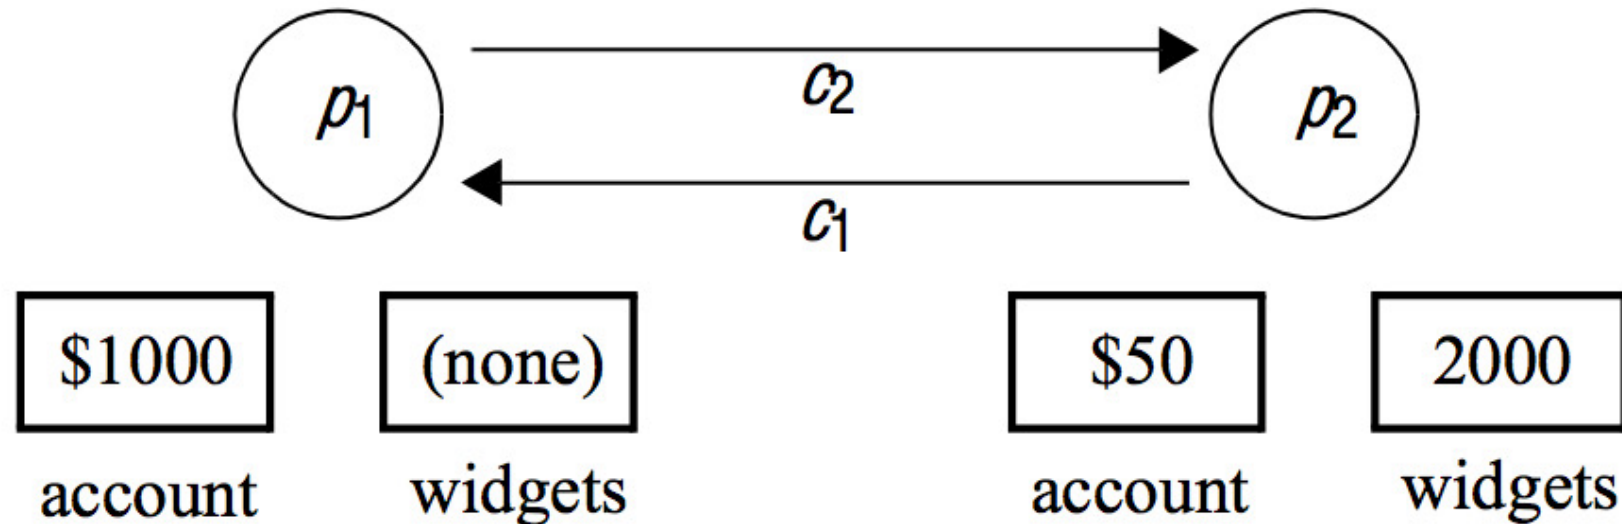 p1 c2 p2
c1
$1000 (none) $50 2000
account widgets account widgets